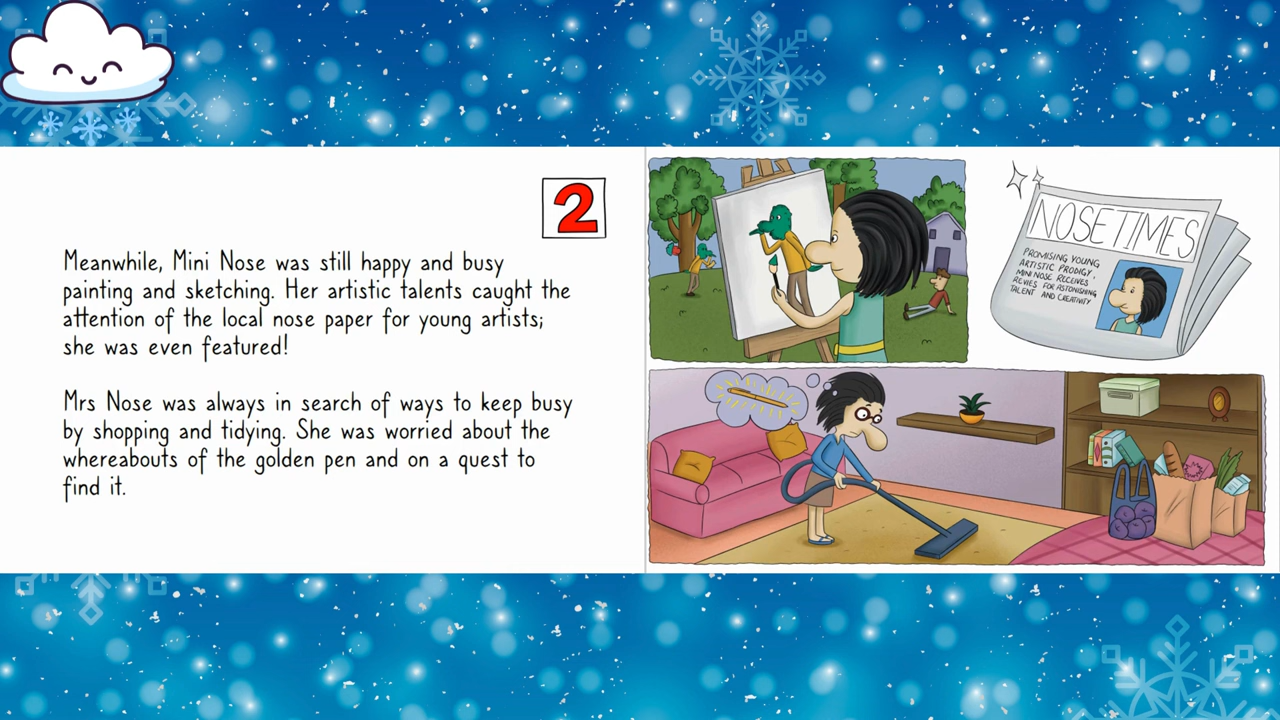 2
Meanwhile, Mini Nose was still happy and busy
painting and sketching. Her artistic talents caught the
attention of the local nose paper for young artists;
she was even featured!
Mrs Nose was always in search of ways to keep busy
by shopping and tidying. She was worried about the
whereabouts of the golden pen and on a quest to
find it.
NOSETIMES
PROMISING YOUNG
ARTISTIC PRODIGY,
MINI NOSE RECEIVES
REVIES FOR ASTONISHING
TALENT AND CREATIVITY